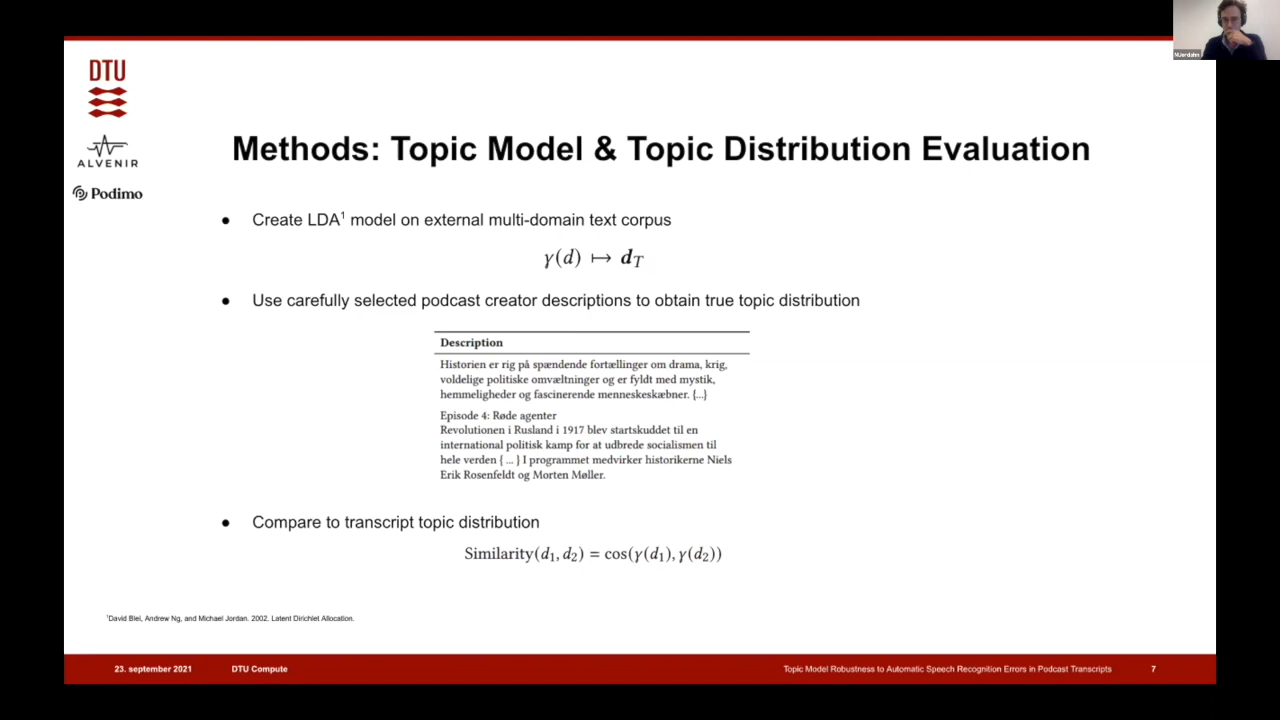 DTU
ALVENIR
Podimo
Methods: Topic Model & Topic Distribution Evaluation
● Create LDA¹ model on external multi-domain text corpus
γ(d) ↦ d_T
● Use carefully selected podcast creator descriptions to obtain true topic distribution
Description
Historien er rig på spændende fortællinger om drama, krig,
voldelige politiske omvæltninger og er fyldt med mystik,
hemmeligheder og fascinerende menneskeskæbner. {...}
Episode 4: Røde agenter
Revolutionen i Rusland i 1917 blev startskuddet til en
international politisk kamp for at udbrede socialismen til
hele verden { ... } I programmet medvirker historikerne Niels
Erik Rosenfeldt og Morten Møller.
● Compare to transcript topic distribution
Similarity(d₁, d₂) = cos(γ(d₁), γ(d₂))
¹David Blei, Andrew Ng, and Michael Jordan. 2002. Latent Dirichlet Allocation.
23. september 2021 DTU Compute Topic Model Robustness to Automatic Speech Recognition Errors in Podcast Transcripts 7